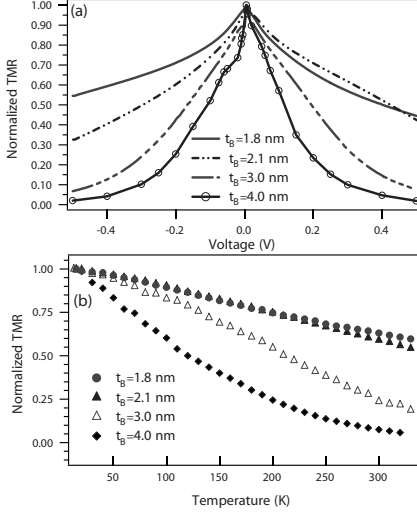 (a)
1.00
0.90
0.80
0.70
0.60
0.50
0.40
0.30
0.20
0.10
0.00
Normalized TMR
t_B=1.8 nm
t_B=2.1 nm
t_B=3.0 nm
t_B=4.0 nm
-0.4 -0.2 0.0 0.2 0.4
Voltage (V)
(b)
1.00
0.75
0.50
0.25
0.00
Normalized TMR
t_B=1.8 nm
t_B=2.1 nm
t_B=3.0 nm
t_B=4.0 nm
50 100 150 200 250 300
Temperature (K)